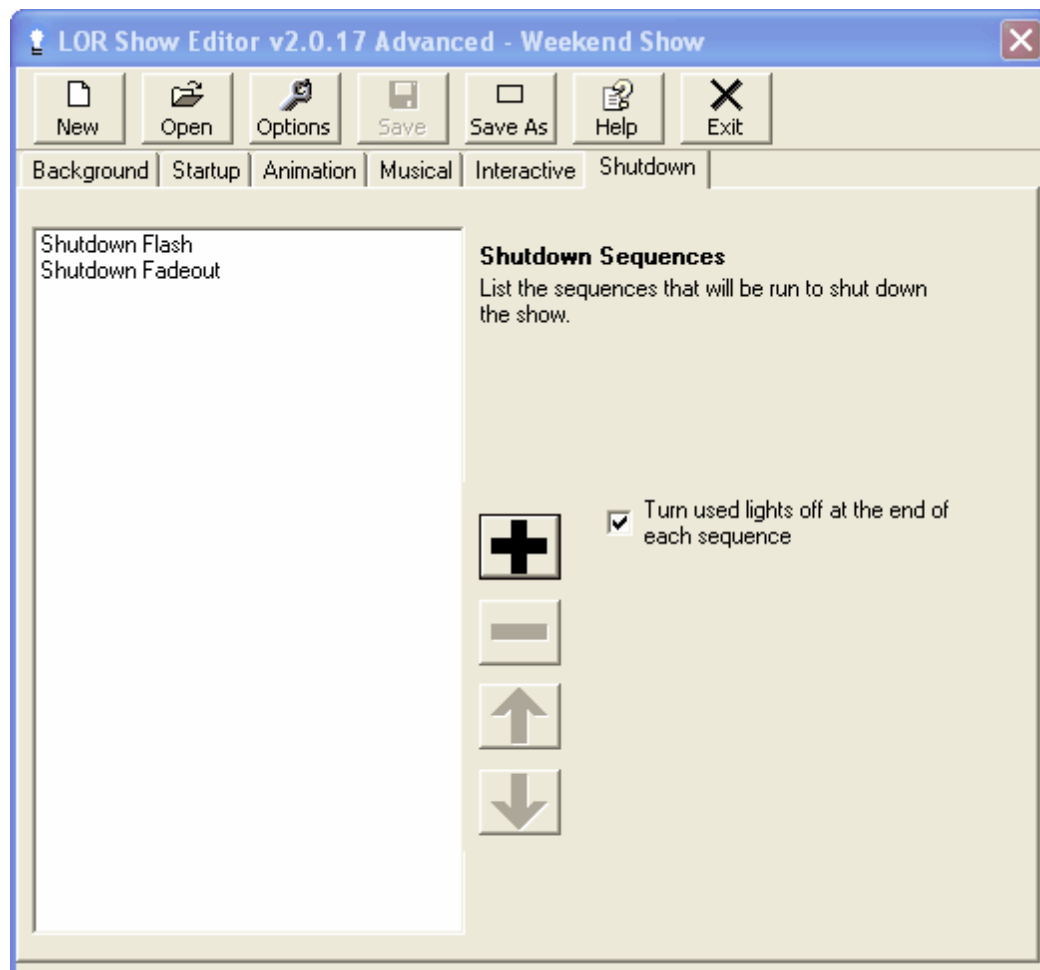 LOR Show Editor v2.0.17 Advanced - Weekend Show
New Open Options Save Save As Help Exit
Background Startup Animation Musical Interactive Shutdown
Shutdown Flash
Shutdown Fadeout
Shutdown Sequences
List the sequences that will be run to shut down
the show.
Turn used lights off at the end of
each sequence